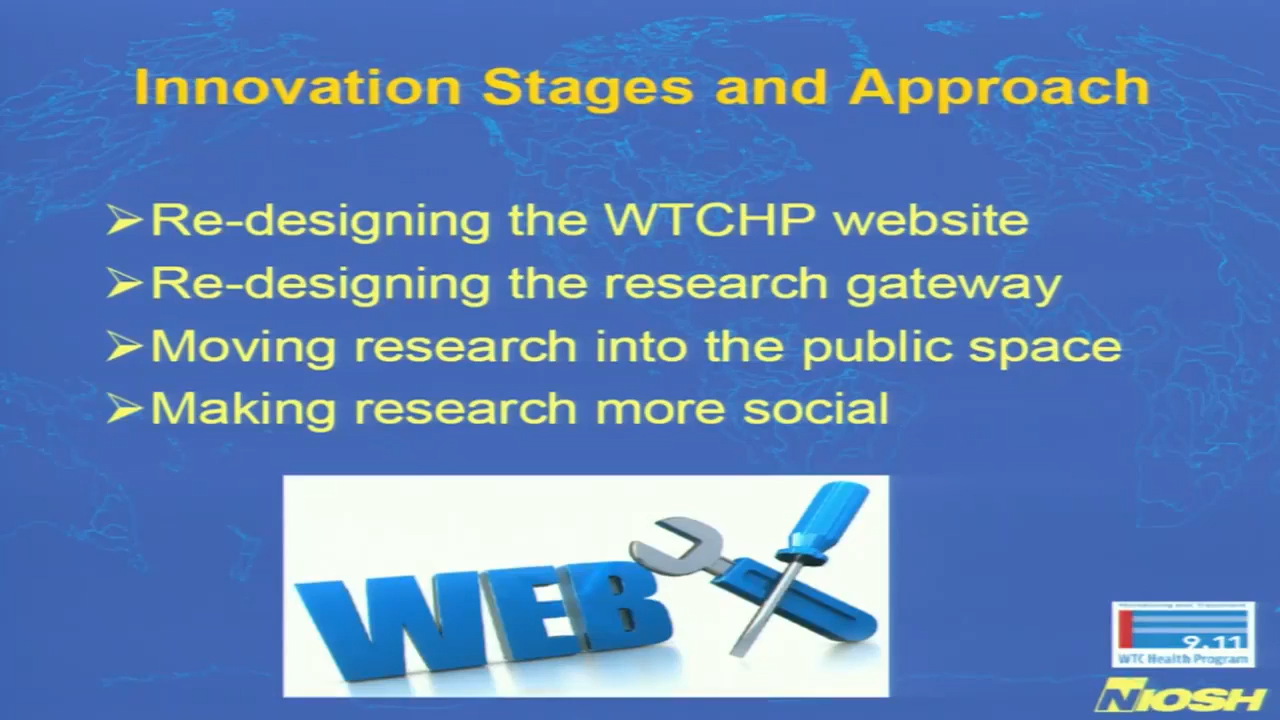 Innovation Stages and Approach
Re-designing the WTCHP website
Re-designing the research gateway
Moving research into the public space
Making research more social
WEB
9.11
WTC Health Program
NIOSH